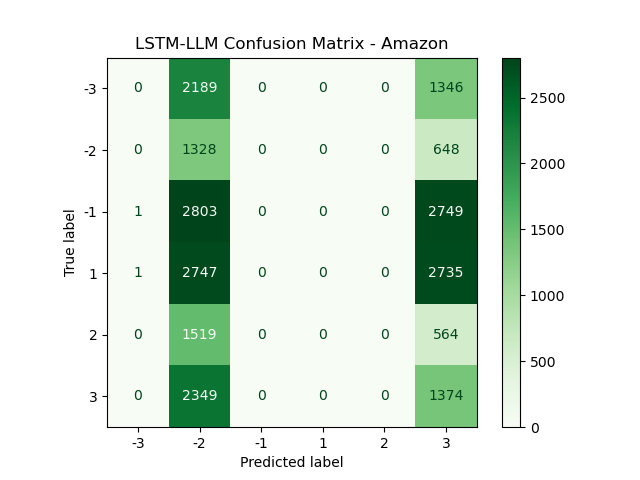 LSTM-LLM Confusion Matrix - Amazon
-3 0 2189 0 0 0 1346
-2 0 1328 0 0 0 648
-1 1 2803 0 0 0 2749
1 1 2747 0 0 0 2735
2 0 1519 0 0 0 564
3 0 2349 0 0 0 1374
-3 -2 -1 1 2 3
Predicted label
True label
2500
2000
1500
1000
500
0